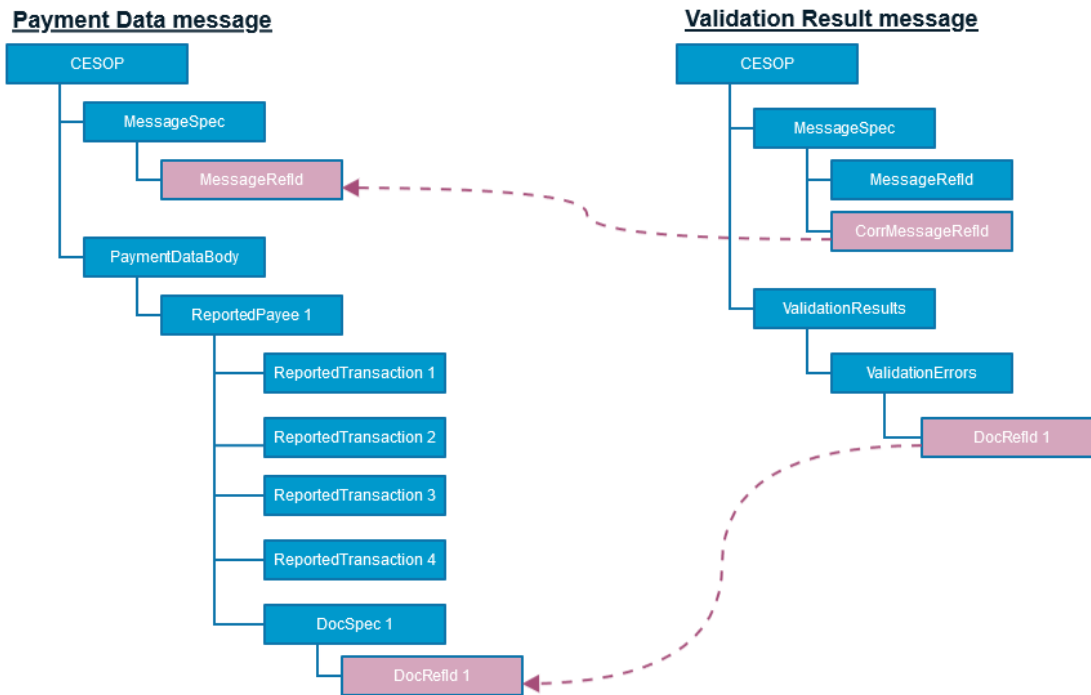 Payment Data message
CESOP
MessageSpec
MessageRefId
PaymentDataBody
ReportedPayee 1
ReportedTransaction 1
ReportedTransaction 2
ReportedTransaction 3
ReportedTransaction 4
DocSpec 1
DocRefId 1
Validation Result message
CESOP
MessageSpec
MessageRefId
CorrMessageRefId
ValidationResults
ValidationErrors
DocRefId 1